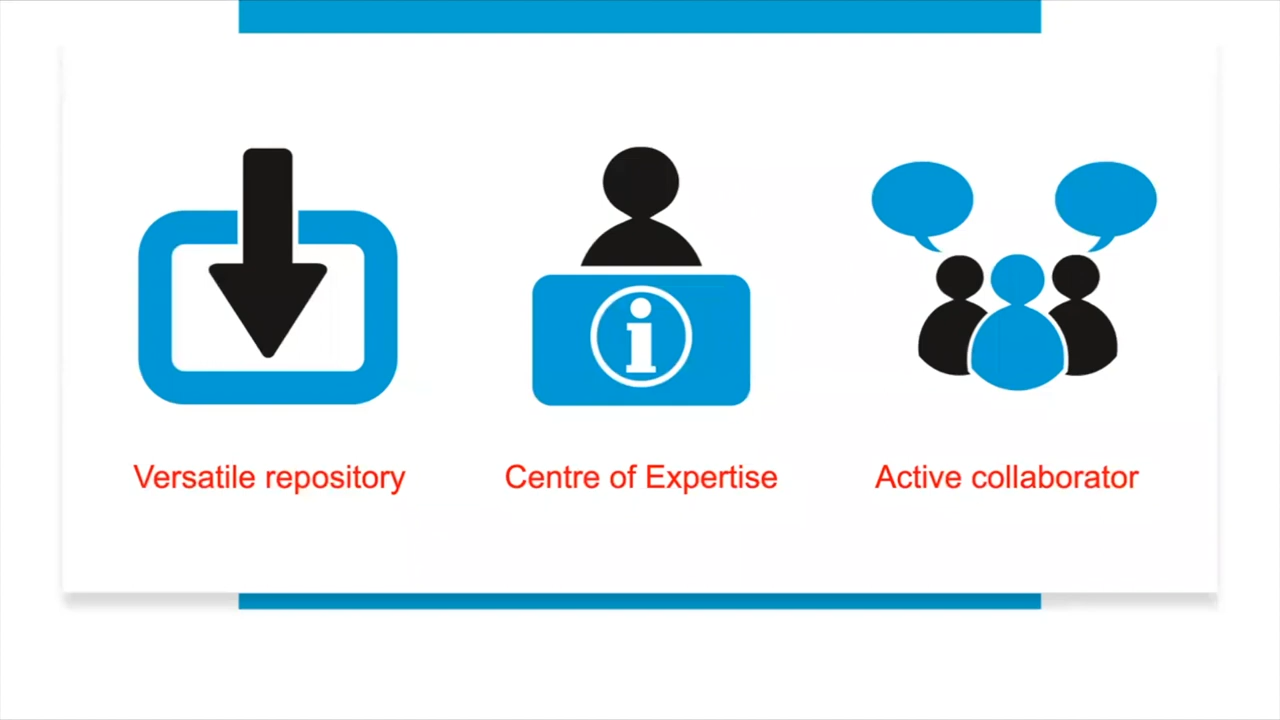 Versatile repository
Centre of Expertise
Active collaborator